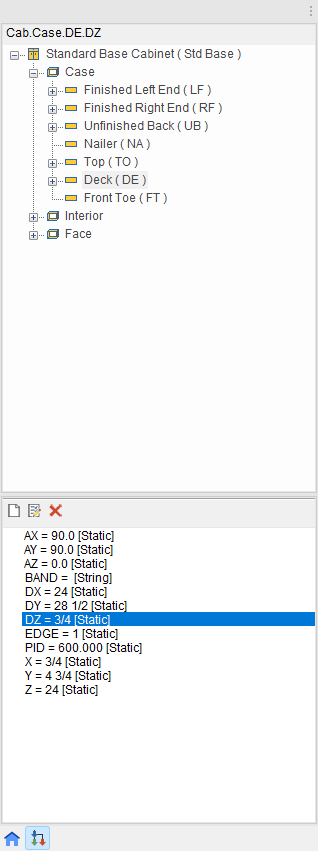 Cab.Case.DE.DZ
Standard Base Cabinet ( Std Base )
Case
Finished Left End ( LF )
Finished Right End ( RF )
Unfinished Back ( UB )
Nailer ( NA )
Top ( TO )
Deck ( DE )
Front Toe ( FT )
Interior
Face
AX = 90.0 [Static]
AY = 90.0 [Static]
AZ = 0.0 [Static]
BAND =  [String]
DX = 24 [Static]
DY = 28 1/2 [Static]
DZ = 3/4 [Static]
EDGE = 1 [Static]
PID = 600.000 [Static]
X = 3/4 [Static]
Y = 4 3/4 [Static]
Z = 24 [Static]